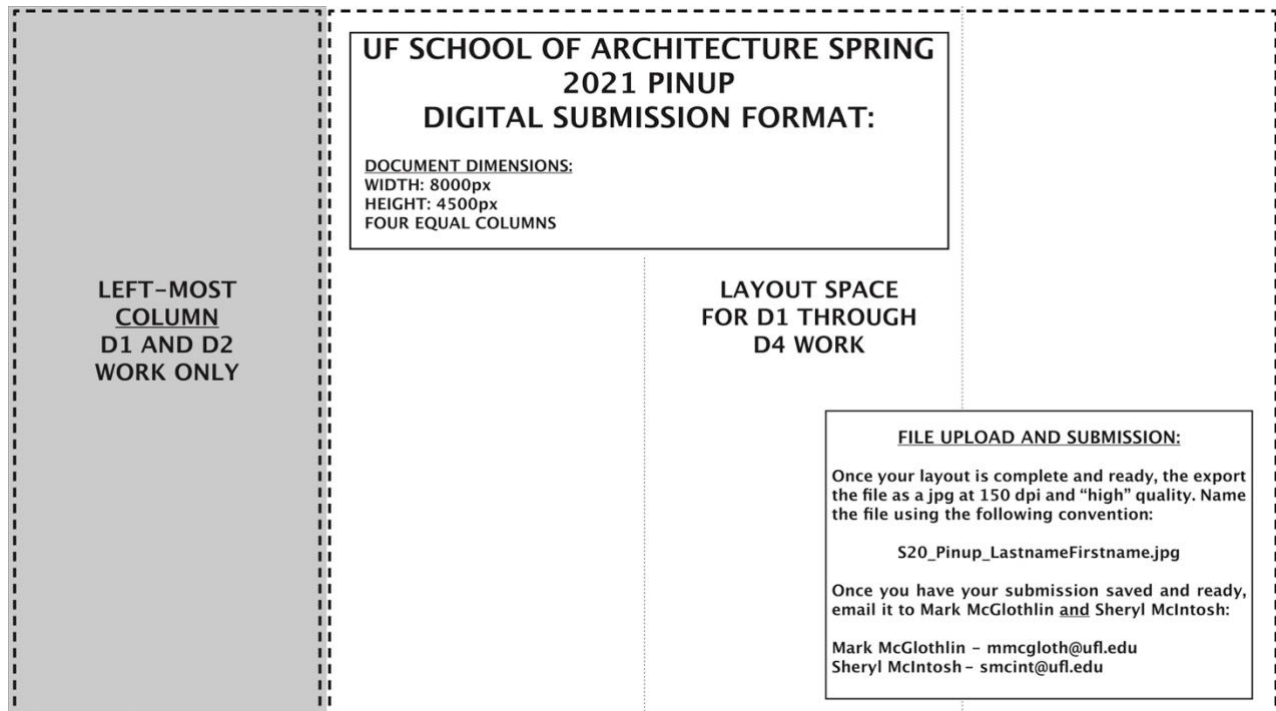 UF SCHOOL OF ARCHITECTURE SPRING
2021 PINUP
DIGITAL SUBMISSION FORMAT:
DOCUMENT DIMENSIONS:
WIDTH: 8000px
HEIGHT: 4500px
FOUR EQUAL COLUMNS
LEFT-MOST
COLUMN
D1 AND D2
WORK ONLY
LAYOUT SPACE
FOR D1 THROUGH
D4 WORK
FILE UPLOAD AND SUBMISSION:
Once your layout is complete and ready, the export
the file as a jpg at 150 dpi and “high” quality. Name
the file using the following convention:
S20_Pinup_LastnameFirstname.jpg
Once you have your submission saved and ready,
email it to Mark McGlothlin and Sheryl McIntosh:
Mark McGlothlin – mmcgloth@ufl.edu
Sheryl McIntosh – smcint@ufl.edu